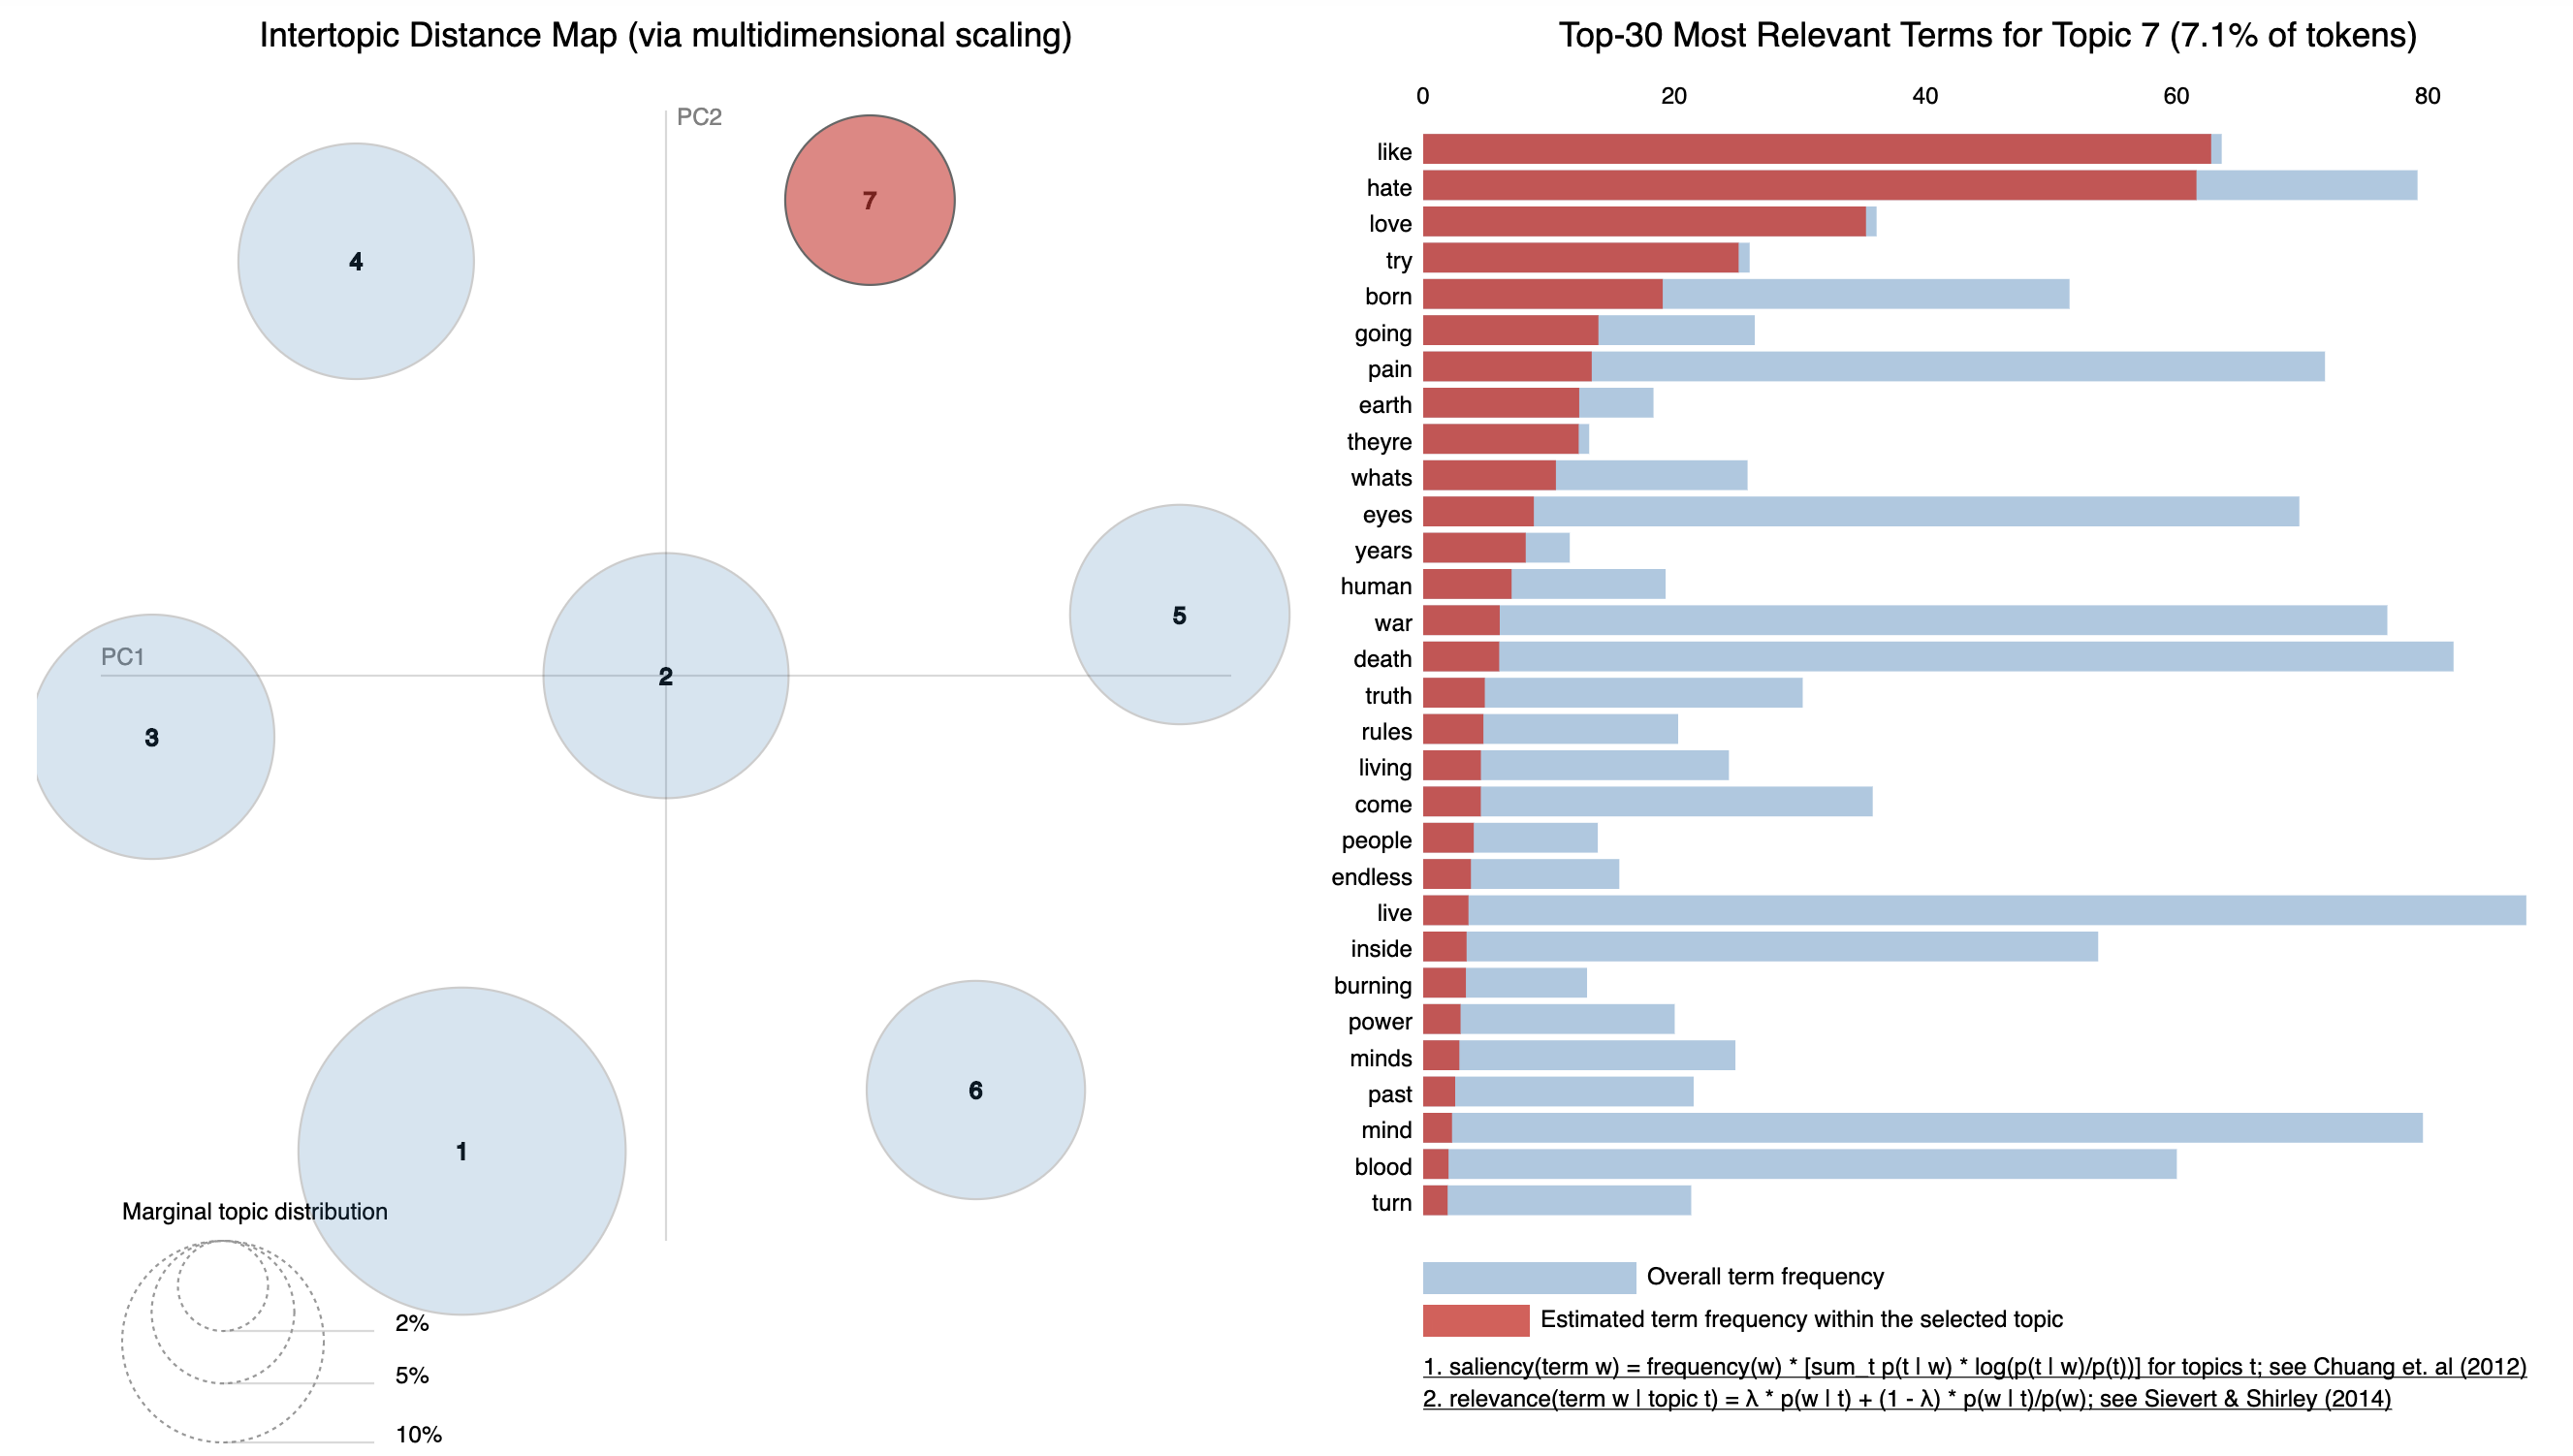 Intertopic Distance Map (via multidimensional scaling)
PC2
PC1
4
7
5
2
3
1
6
Marginal topic distribution
2%
5%
10%
Top-30 Most Relevant Terms for Topic 7 (7.1% of tokens)
0 20 40 60 80
like
hate
love
try
born
going
pain
earth
theyre
whats
eyes
years
human
war
death
truth
rules
living
come
people
endless
live
inside
burning
power
minds
past
mind
blood
turn
Overall term frequency
Estimated term frequency within the selected topic
1. saliency(term w) = frequency(w) * [sum_t p(t | w) * log(p(t | w)/p(t))] for topics t; see Chuang et. al (2012)
2. relevance(term w | topic t) = λ * p(w | t) + (1 - λ) * p(w | t)/p(w); see Sievert & Shirley (2014)